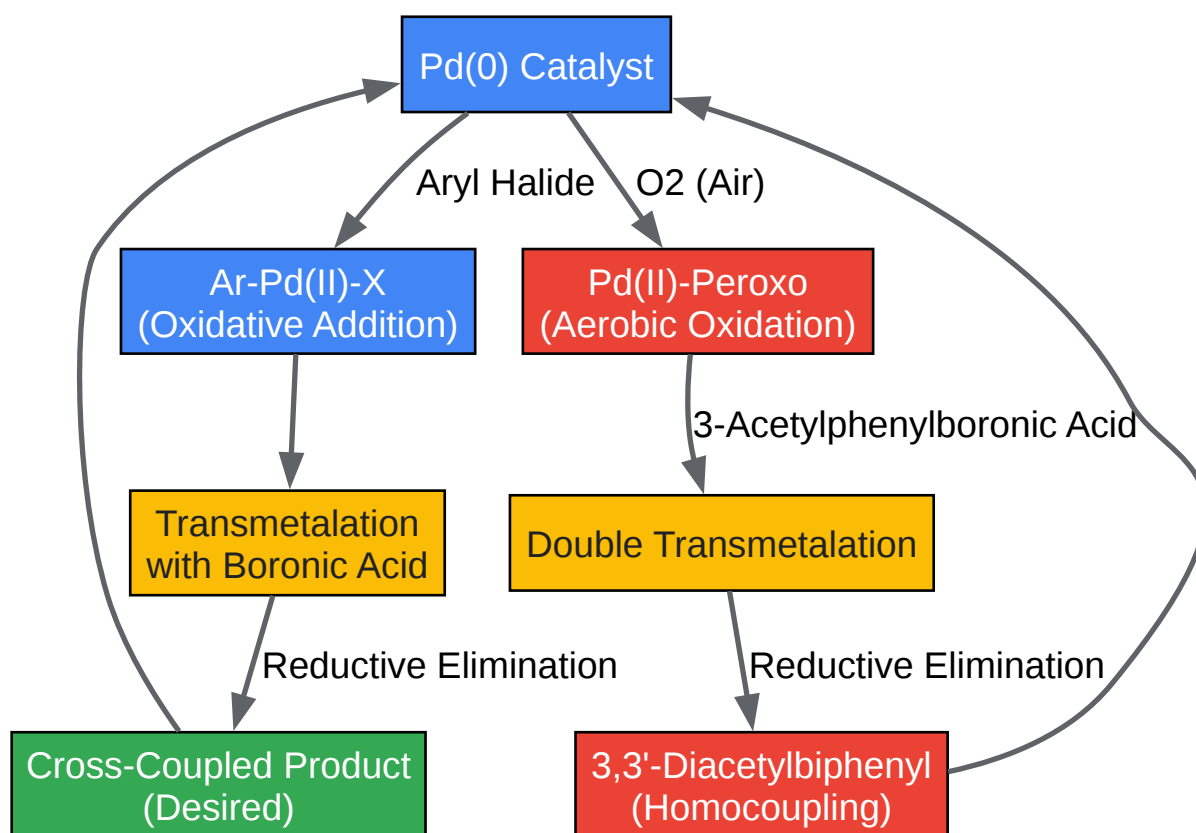 Pd(0) Catalyst
Aryl Halide
O2 (Air)
Ar-Pd(II)-X
(Oxidative Addition)
Pd(II)-Peroxo
(Aerobic Oxidation)
3-Acetylphenylboronic Acid
Transmetalation
with Boronic Acid
Double Transmetalation
Reductive Elimination
Reductive Elimination
Cross-Coupled Product
(Desired)
3,3'-Diacetylbiphenyl
(Homocoupling)